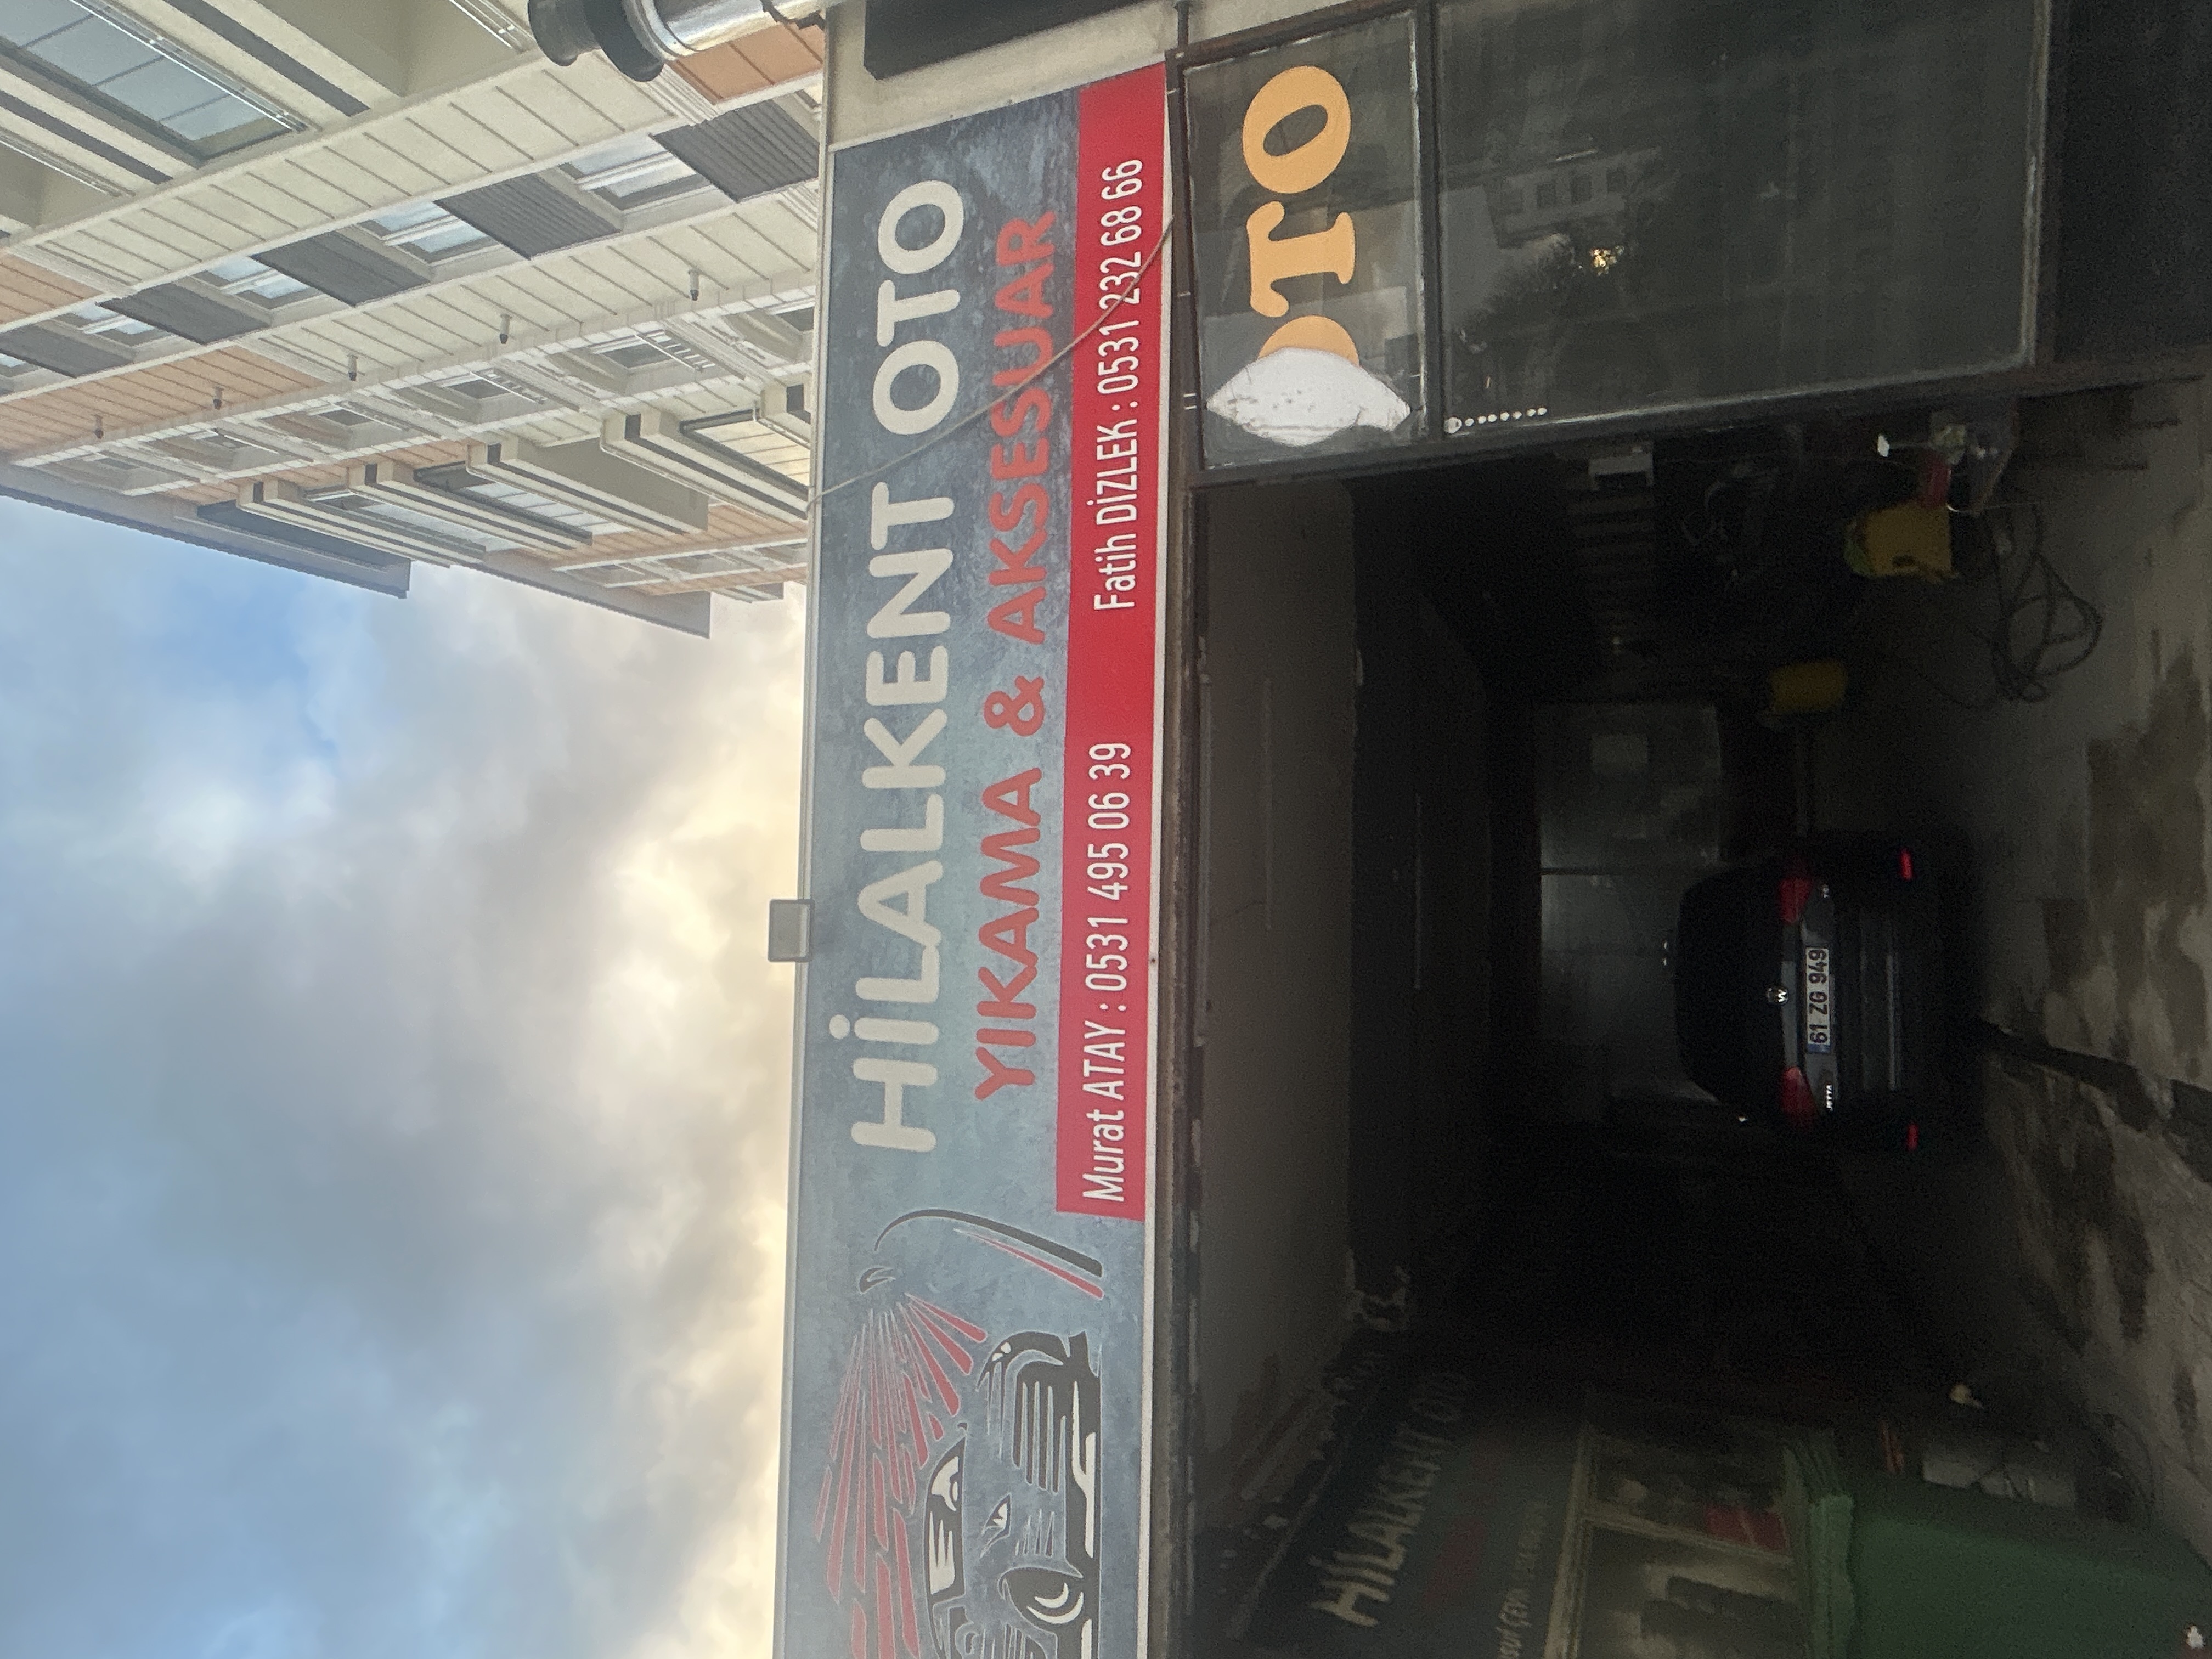 HİLALKENT OTO
YIKAMA & AKSESUAR
Murat ATAY : 0531 495 06 39
Fatih DİZLEK : 0531 232 68 66
OTO
HİLALKENT
61 ZG 949
JETTA